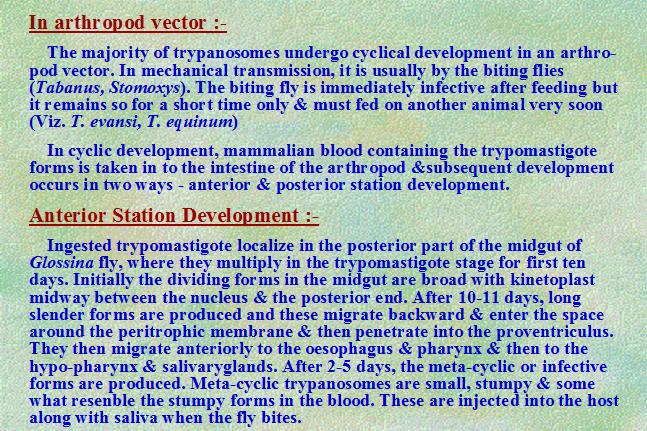 In arthropod vector :-
The majority of trypanosomes undergo cyclical development in an arthro-
pod vector. In mechanical transmission, it is usually by the biting flies
(Tabanus, Stomoxys). The biting fly is immediately infective after feeding but
it remains so for a short time only & must fed on another animal very soon
(Viz. T. evansi, T. equinum)
In cyclic development, mammalian blood containing the trypomastigote
forms is taken in to the intestine of the arthropod &subsequent development
occurs in two ways - anterior & posterior station development.
Anterior Station Development :-
Ingested trypomastigote localize in the posterior part of the midgut of
Glossina fly, where they multiply in the trypomastigote stage for first ten
days. Initially the dividing forms in the midgut are broad with kinetoplast
midway between the nucleus & the posterior end. After 10-11 days, long
slender forms are produced and these migrate backward & enter the space
around the peritrophic membrane & then penetrate into the proventriculus.
They then migrate anteriorly to the oesophagus & pharynx & then to the
hypo-pharynx & salivaryglands. After 2-5 days, the meta-cyclic or infective
forms are produced. Meta-cyclic trypanosomes are small, stumpy & some
what resenble the stumpy forms in the blood. These are injected into the host
along with saliva when the fly bites.